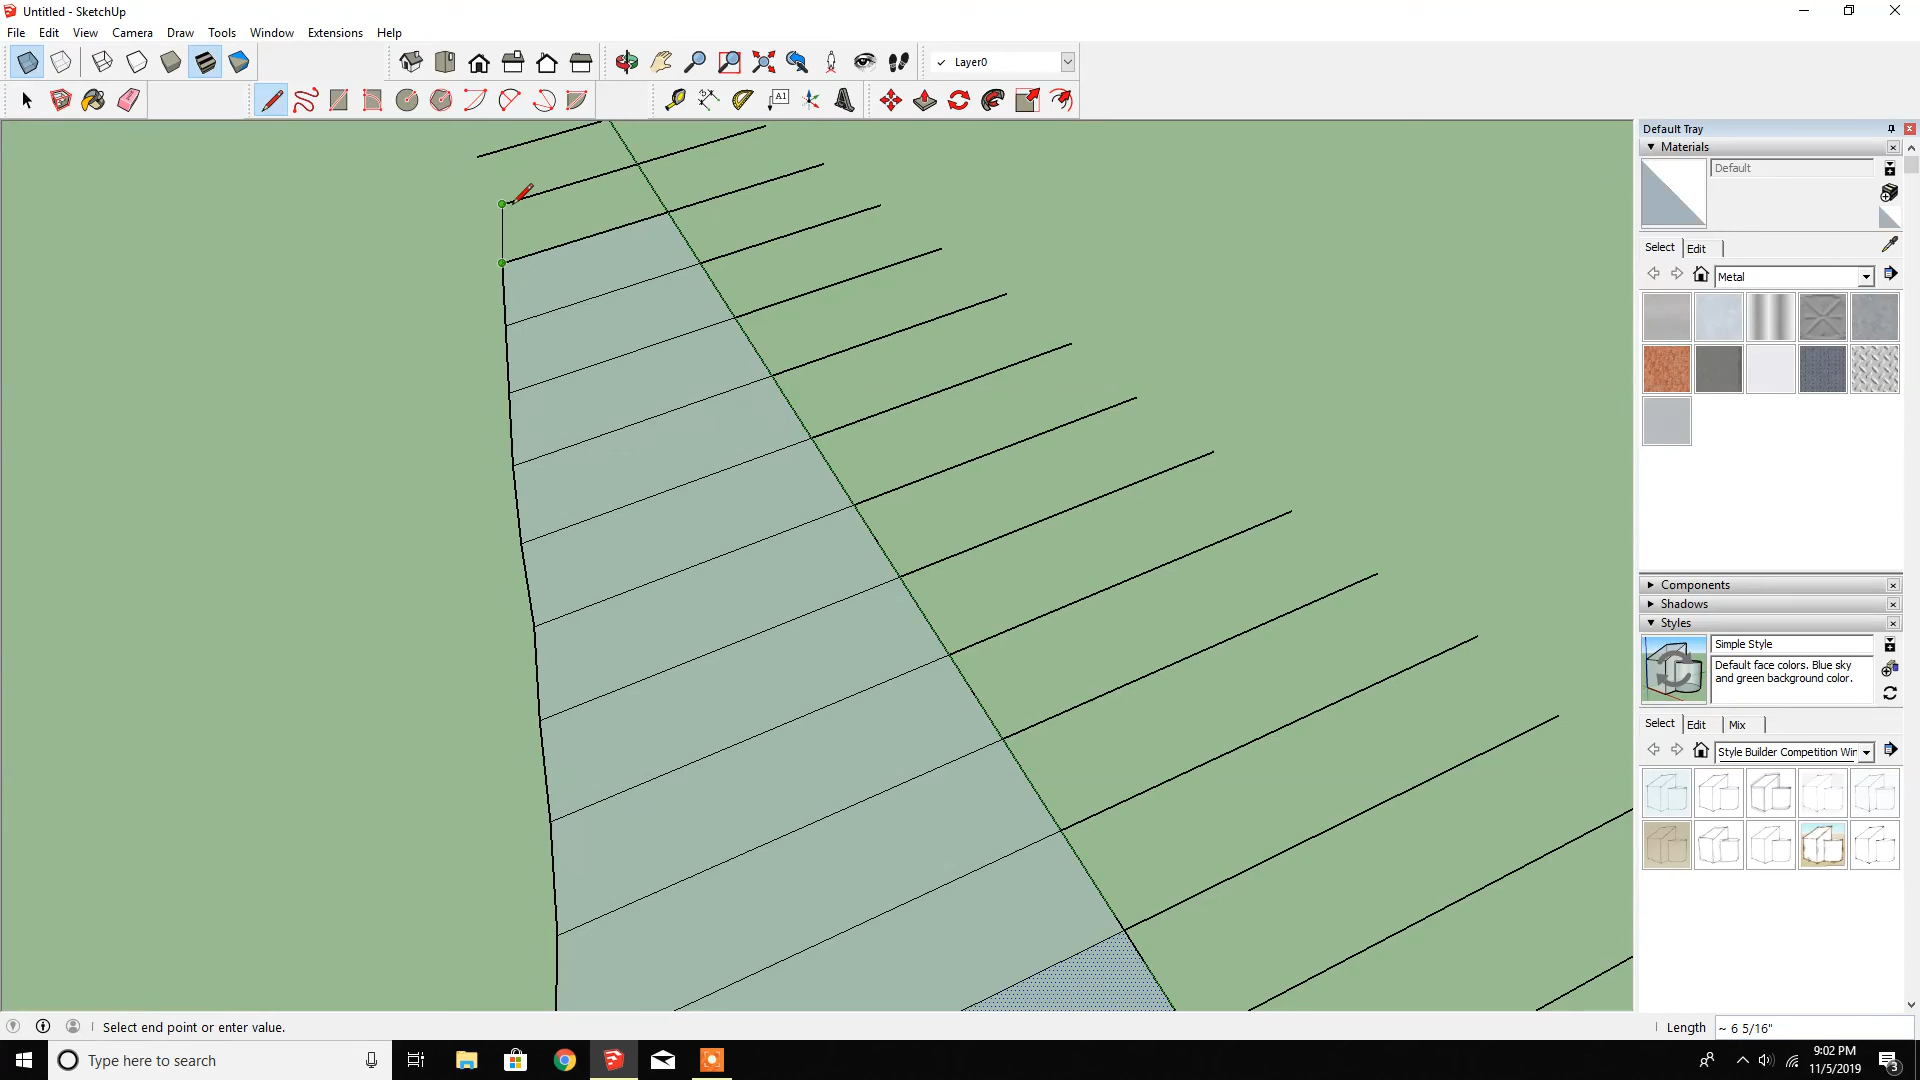 Untitled - SketchUp
File Edit View Camera Draw Tools Window Extensions Help
Layer0
A1
Default Tray
Materials
Default
Select Edit
Metal
Components
Shadows
Styles
Simple Style
Default face colors. Blue sky
and green background color.
Select Edit Mix
Style Builder Competition Wir
Select end point or enter value.
Length ~ 6 5/16"
Type here to search
9:02 PM
11/5/2019
3